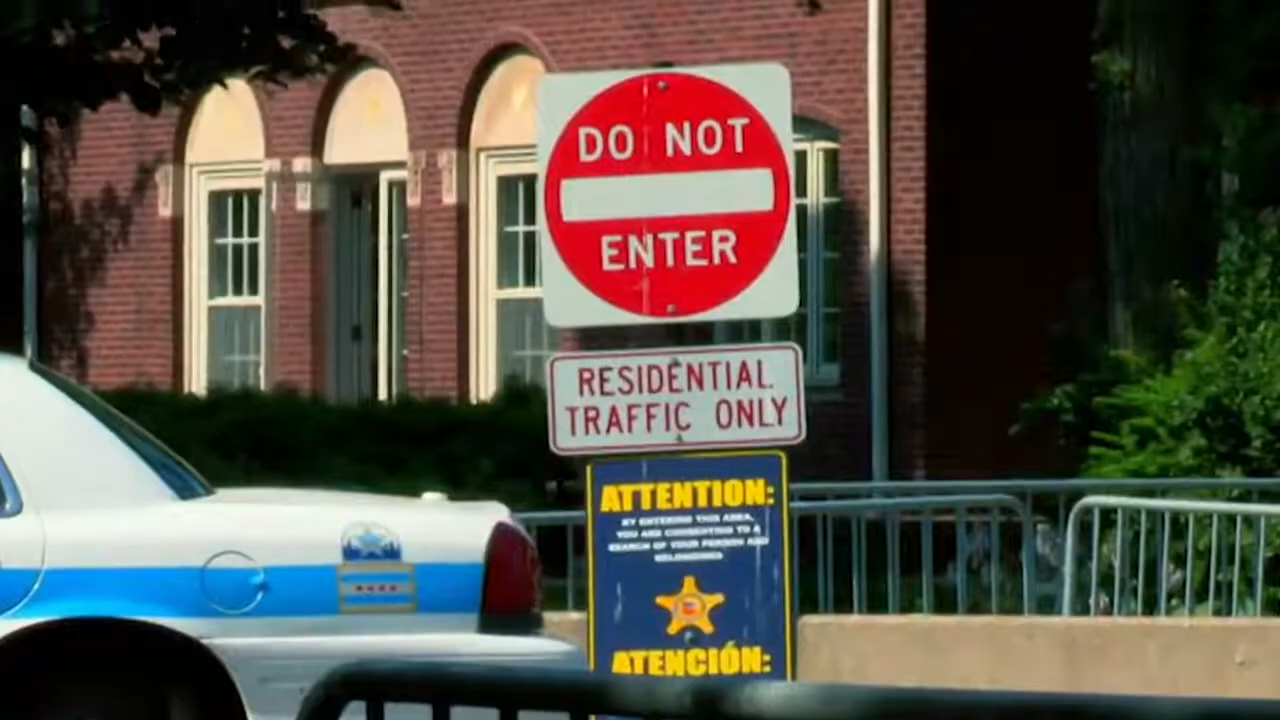 DO NOT
ENTER
RESIDENTIAL
TRAFFIC ONLY
ATTENTION:
BY ENTERING THIS AREA,
YOU ARE CONSENTING TO A
SEARCH OF YOUR PERSON AND
BELONGINGS
ATENCIÓN: